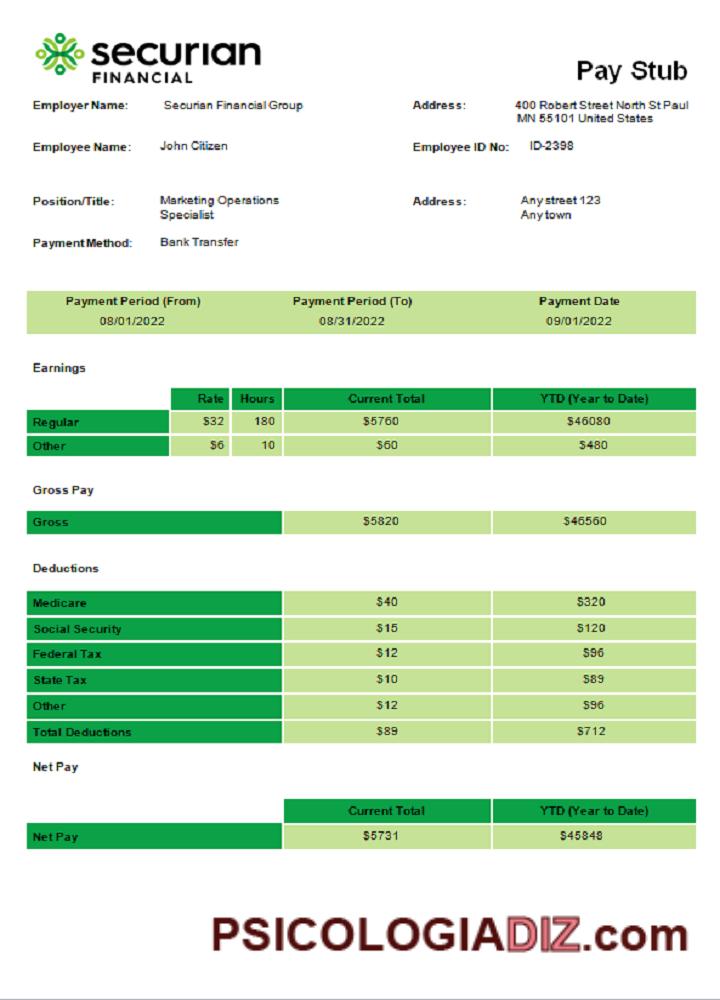 securian
FINANCIAL
Pay Stub
Employer Name: Securian Financial Group Address: 400 Robert Street North St Paul
MN 55101 United States
Employee Name: John Citizen Employee ID No: ID-2398
Position/Title: Marketing Operations Address: Any street 123
Specialist Any town
Payment Method: Bank Transfer
Payment Period (From) Payment Period (To) Payment Date
08/01/2022 08/31/2022 09/01/2022
Earnings
Rate Hours Current Total YTD (Year to Date)
Regular $32 180 $5760 $46080
Other $6 10 $60 $480
Gross Pay
Gross $5820 $46560
Deductions
Medicare $40 $320
Social Security $15 $120
Federal Tax $12 $96
State Tax $10 $89
Other $12 $96
Total Deductions $89 $712
Net Pay
Current Total YTD (Year to Date)
Net Pay $5731 $45848
PSICOLOGIADIZ.com